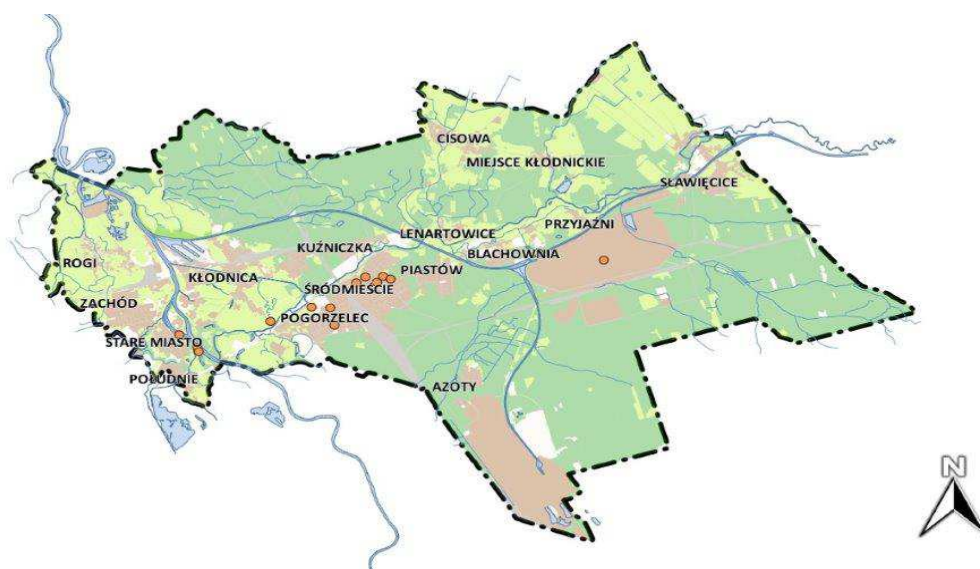 CISOWA
MIEJSCE KŁODNICKIE
SŁAWIĘCICE
PRZYJAŹNI
LENARTOWICE
KUŹNICZKA
BLACHOWNIA
ROGI
PIASTÓW
KŁODNICA
ŚRÓDMIEŚCIE
ZACHÓD
POGORZELEC
STARE MIASTO
POŁUDNIE
AZOTY
N